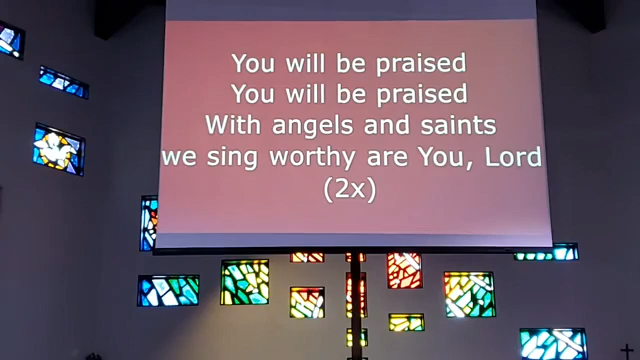 You will be praised
You will be praised
With angels and saints
we sing worthy are You, Lord
(2x)